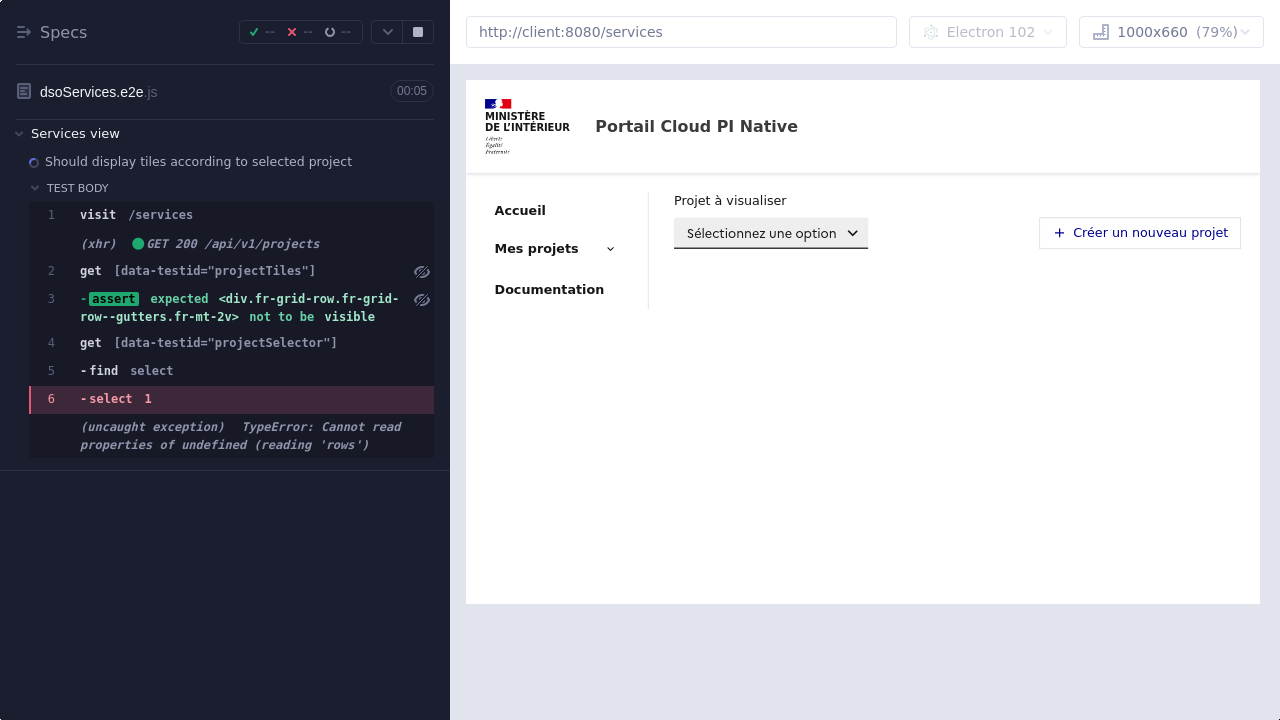 Specs
--
--
--
dsoServices.e2e.js
00:05
Services view
Should display tiles according to selected project
TEST BODY
1 visit /services
(xhr) GET 200 /api/v1/projects
2 get [data-testid="projectTiles"]
3 -assert expected <div.fr-grid-row.fr-grid-
row--gutters.fr-mt-2v> not to be visible
4 get [data-testid="projectSelector"]
5 -find select
6 -select 1
(uncaught exception) TypeError: Cannot read
properties of undefined (reading 'rows')
http://client:8080/services
Electron 102
1000x660 (79%)
MINISTÈRE
DE L'INTÉRIEUR
Liberté
Égalité
Fraternité
Portail Cloud PI Native
Accueil
Mes projets
Documentation
Projet à visualiser
Sélectionnez une option
+ Créer un nouveau projet